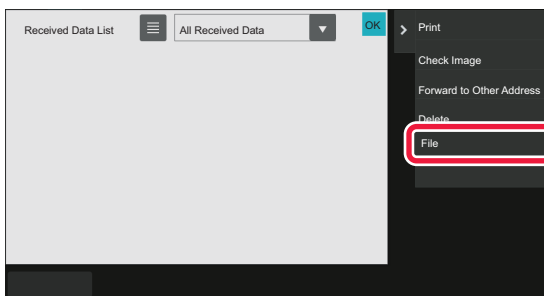 Received Data List
All Received Data
OK
Print
Check Image
Forward to Other Address
Delete
File